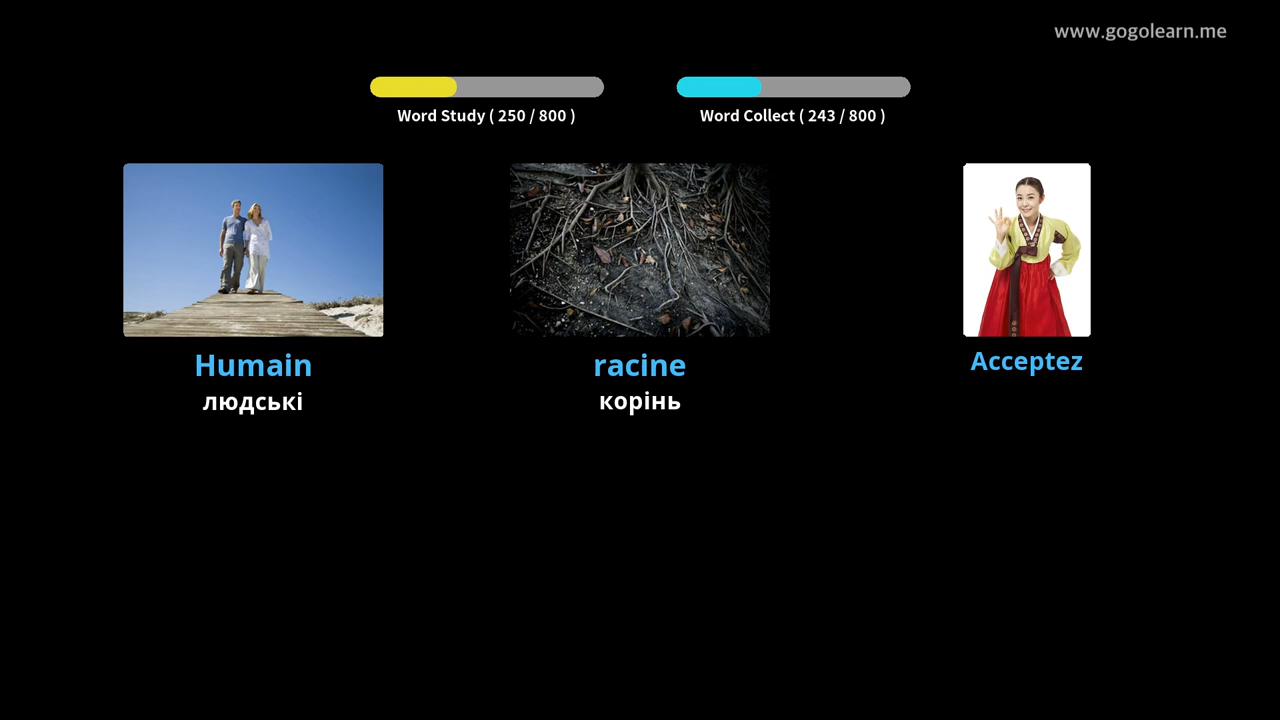 www.gogolearn.me
Word Study ( 250 / 800 )
Word Collect ( 243 / 800 )
Humain
людські
racine
корінь
Acceptez